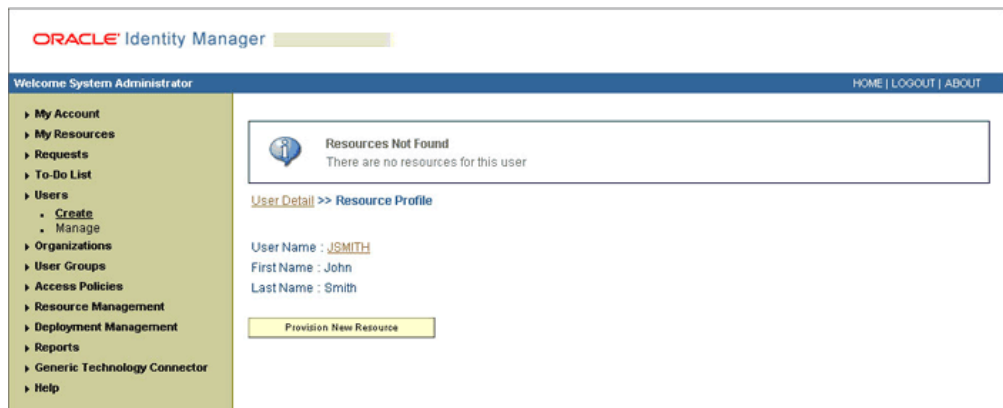 ORACLE Identity Manager
Welcome System Administrator
HOME | LOGOUT | ABOUT
My Account
My Resources
Requests
To-Do List
Users
Create
Manage
Organizations
User Groups
Access Policies
Resource Management
Deployment Management
Reports
Generic Technology Connector
Help
Resources Not Found
There are no resources for this user
User Detail >> Resource Profile
User Name : JSMITH
First Name : John
Last Name : Smith
Provision New Resource